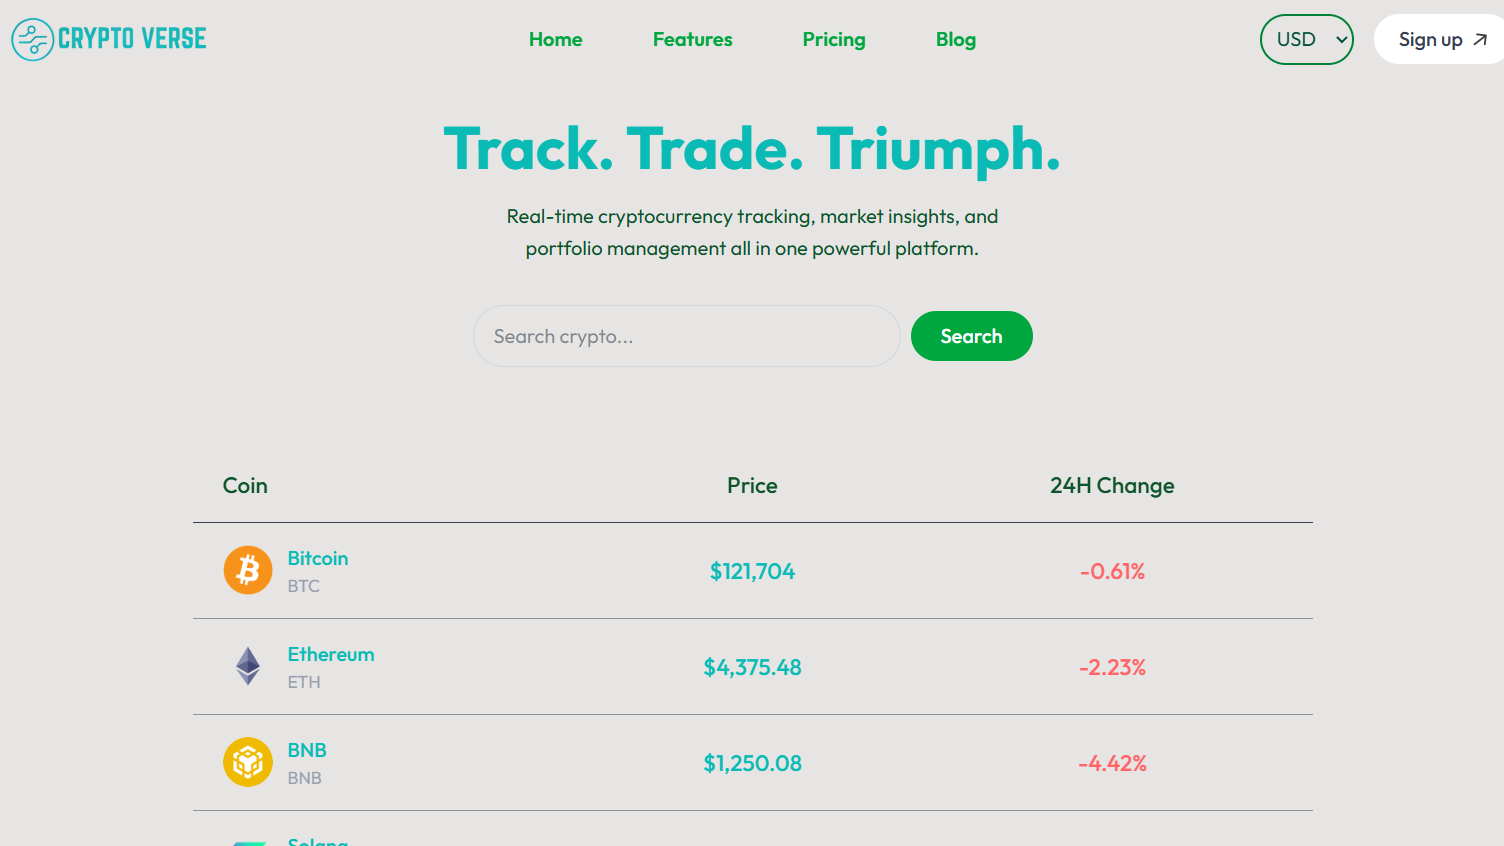 CRYPTO VERSE
Home Features Pricing Blog
USD
Sign up
Track. Trade. Triumph.
Real-time cryptocurrency tracking, market insights, and
portfolio management all in one powerful platform.
Search crypto...
Search
Coin Price 24H Change
Bitcoin
BTC
$121,704
-0.61%
Ethereum
ETH
$4,375.48
-2.23%
BNB
BNB
$1,250.08
-4.42%
Solana